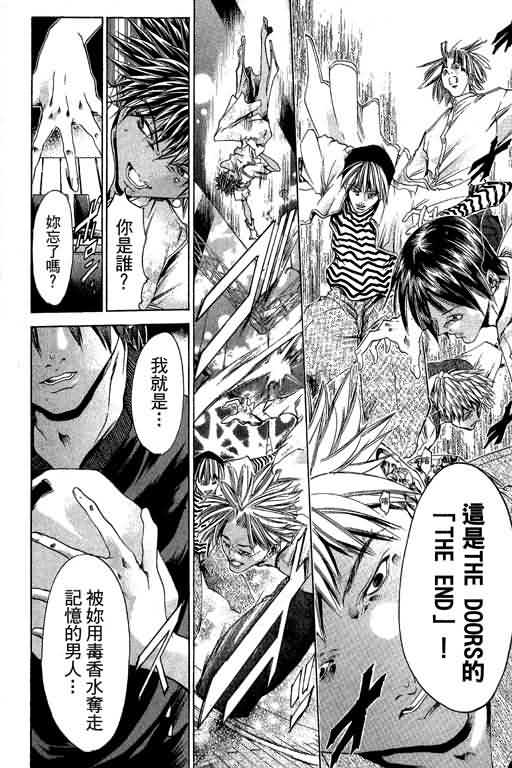 這是THE DOORS的
「THE END」!
你是誰?
妳忘了嗎?
我就是…
被妳用毒香水奪走
記憶的男人…